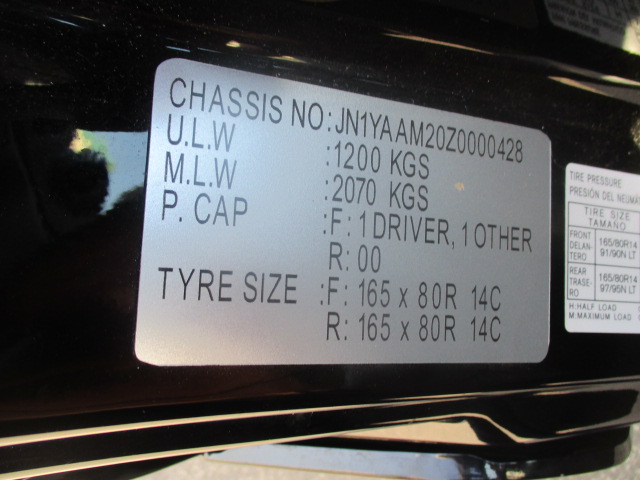 CHASSIS NO: JN1YAAM20Z0000428
U.L.W :1200 KGS
M.L.W :2070 KGS
P. CAP :F: 1 DRIVER, 1 OTHER
R: 00
TYRE SIZE :F: 165 x 80R 14C
R: 165 x 80R 14C
TIRE PRESSURE
PRESIÓN DEL NEUMÁ
TIRE SIZE
TAMAÑO
FRONT
DELAN-
TERO
165/80R14
91/90N LT
REAR
TRASE-
RO
165/80R14
97/95N LT
H:HALF LOAD
M:MAXIMUM LOAD